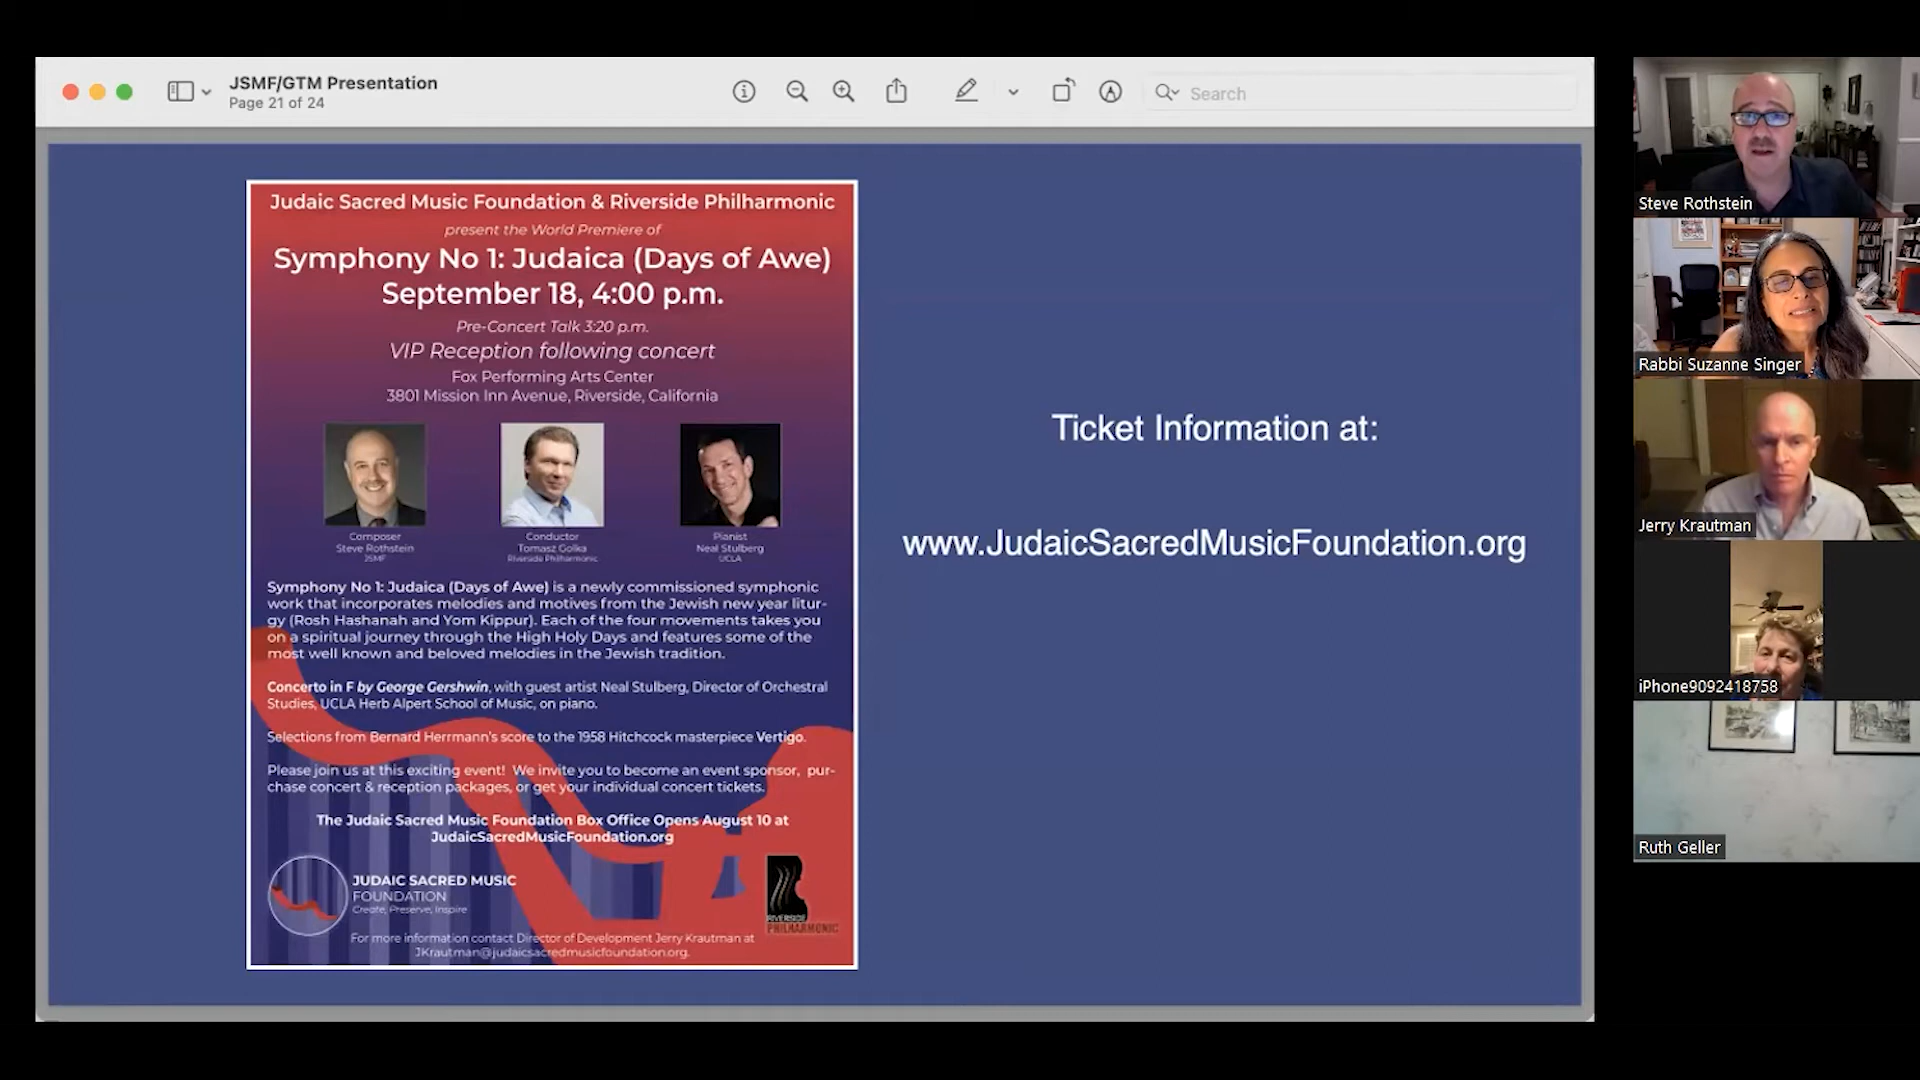 JSMF/GTM Presentation
Page 21 of 24
Search
Judaic Sacred Music Foundation & Riverside Philharmonic
present the World Premiere of
Symphony No 1: Judaica (Days of Awe)
September 18, 4:00 p.m.
Pre-Concert Talk 3:20 p.m.
VIP Reception following concert
Fox Performing Arts Center
3801 Mission Inn Avenue, Riverside, California
Composer
Steve Rothstein
JSMF
Conductor
Tomasz Golka
Riverside Philharmonic
Pianist
Neal Stulberg
UCLA
Symphony No 1: Judaica (Days of Awe) is a newly commissioned symphonic
work that incorporates melodies and motives from the Jewish new year litur-
gy (Rosh Hashanah and Yom Kippur). Each of the four movements takes you
on a spiritual journey through the High Holy Days and features some of the
most well known and beloved melodies in the Jewish tradition.
Concerto in F by George Gershwin, with guest artist Neal Stulberg, Director of Orchestral
Studies, UCLA Herb Alpert School of Music, on piano.
Selections from Bernard Herrmann's score to the 1958 Hitchcock masterpiece Vertigo.
Please join us at this exciting event! We invite you to become an event sponsor, pur-
chase concert & reception packages, or get your individual concert tickets.
The Judaic Sacred Music Foundation Box Office Opens August 10 at
JudaicSacredMusicFoundation.org
JUDAIC SACRED MUSIC
FOUNDATION
Create, Preserve, Inspire
RIVERSIDE
PHILHARMONIC
For more information contact Director of Development Jerry Krautman at
JKrautman@judaicsacredmusicfoundation.org.
Ticket Information at:
www.JudaicSacredMusicFoundation.org
Steve Rothstein
Rabbi Suzanne Singer
Jerry Krautman
iPhone9092418758
Ruth Geller